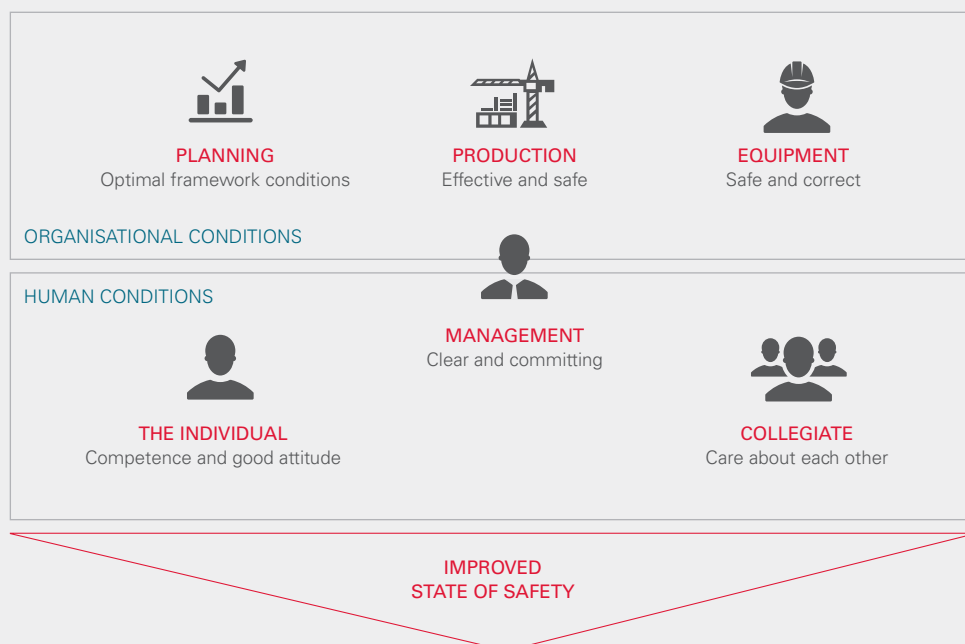 PLANNING
Optimal framework conditions
PRODUCTION
Effective and safe
EQUIPMENT
Safe and correct
ORGANISATIONAL CONDITIONS
HUMAN CONDITIONS
MANAGEMENT
Clear and committing
THE INDIVIDUAL
Competence and good attitude
COLLEGIATE
Care about each other
IMPROVED
STATE OF SAFETY